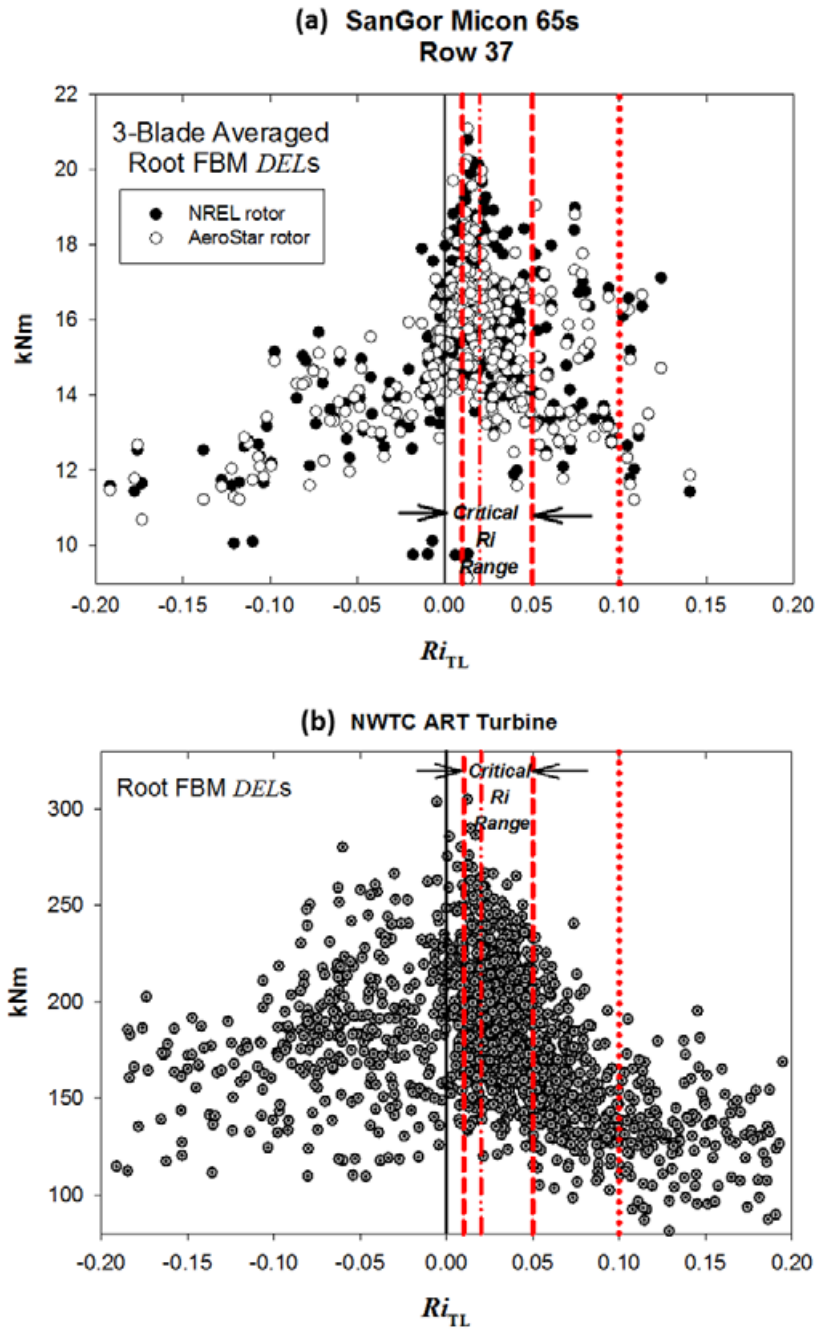 (a) SanGor Micon 65s
Row 37
22
20
18
16
14
12
10
kNm
3-Blade Averaged
Root FBM DELs
NREL rotor
AeroStar rotor
Critical
Ri
Range
-0.20 -0.15 -0.10 -0.05 0.00 0.05 0.10 0.15 0.20
RiTL
(b) NWTC ART Turbine
Root FBM DELs
Critical
Ri
Range
300
250
200
150
100
kNm
-0.20 -0.15 -0.10 -0.05 0.00 0.05 0.10 0.15 0.20
RiTL